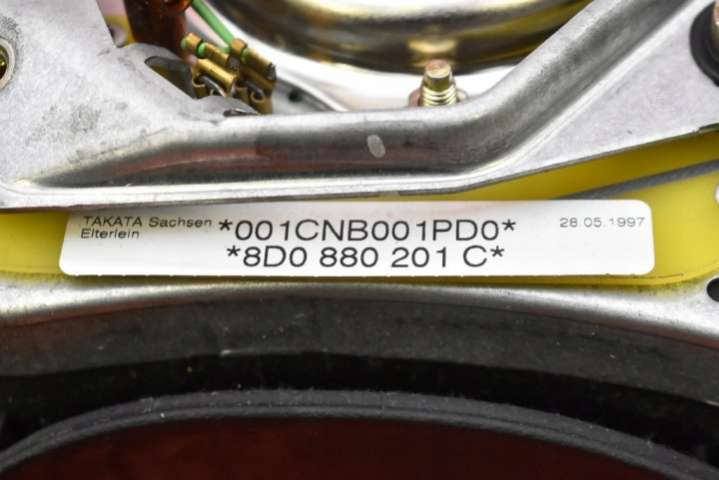 TAKATA Sachsen *001CNB001PD0* 28.05.1997
Elterlein *8D0 880 201 C*